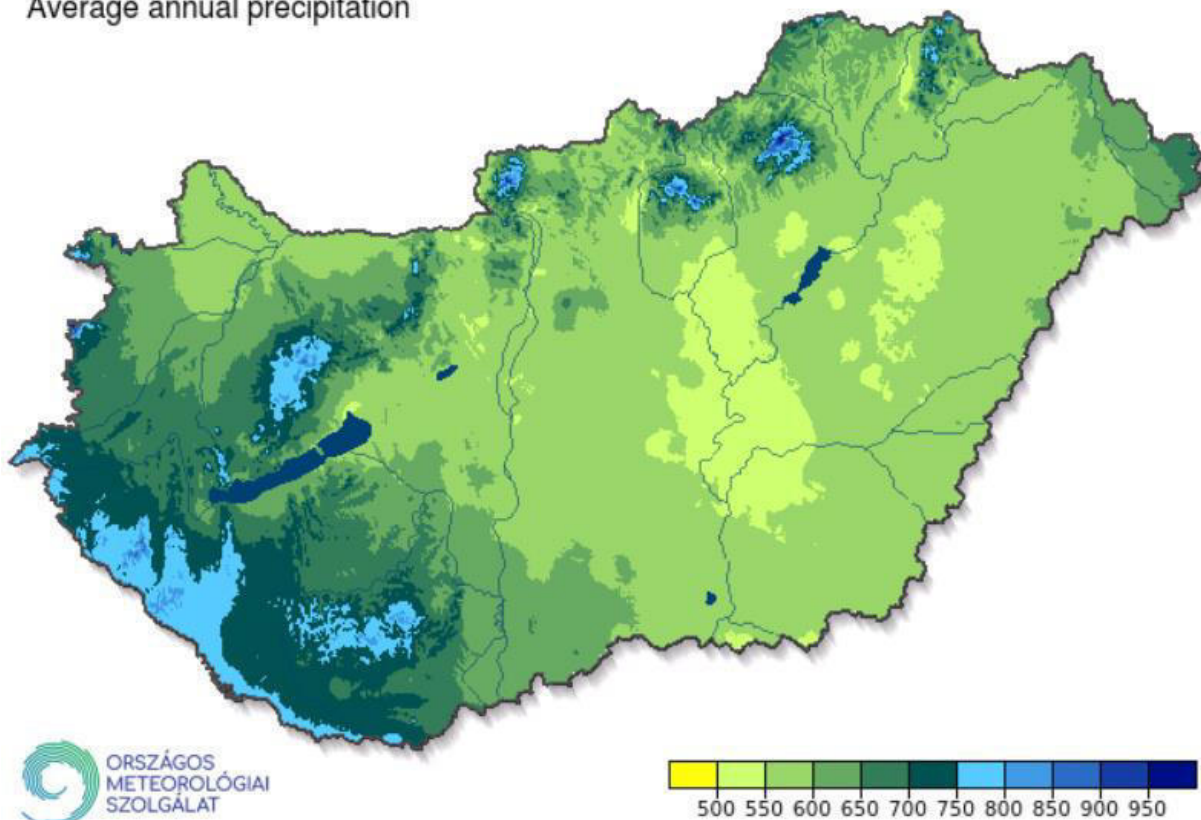 Average annual precipitation
ORSZÁGOS
METEOROLÓGIAI
SZOLGÁLAT
500 550 600 650 700 750 800 850 900 950